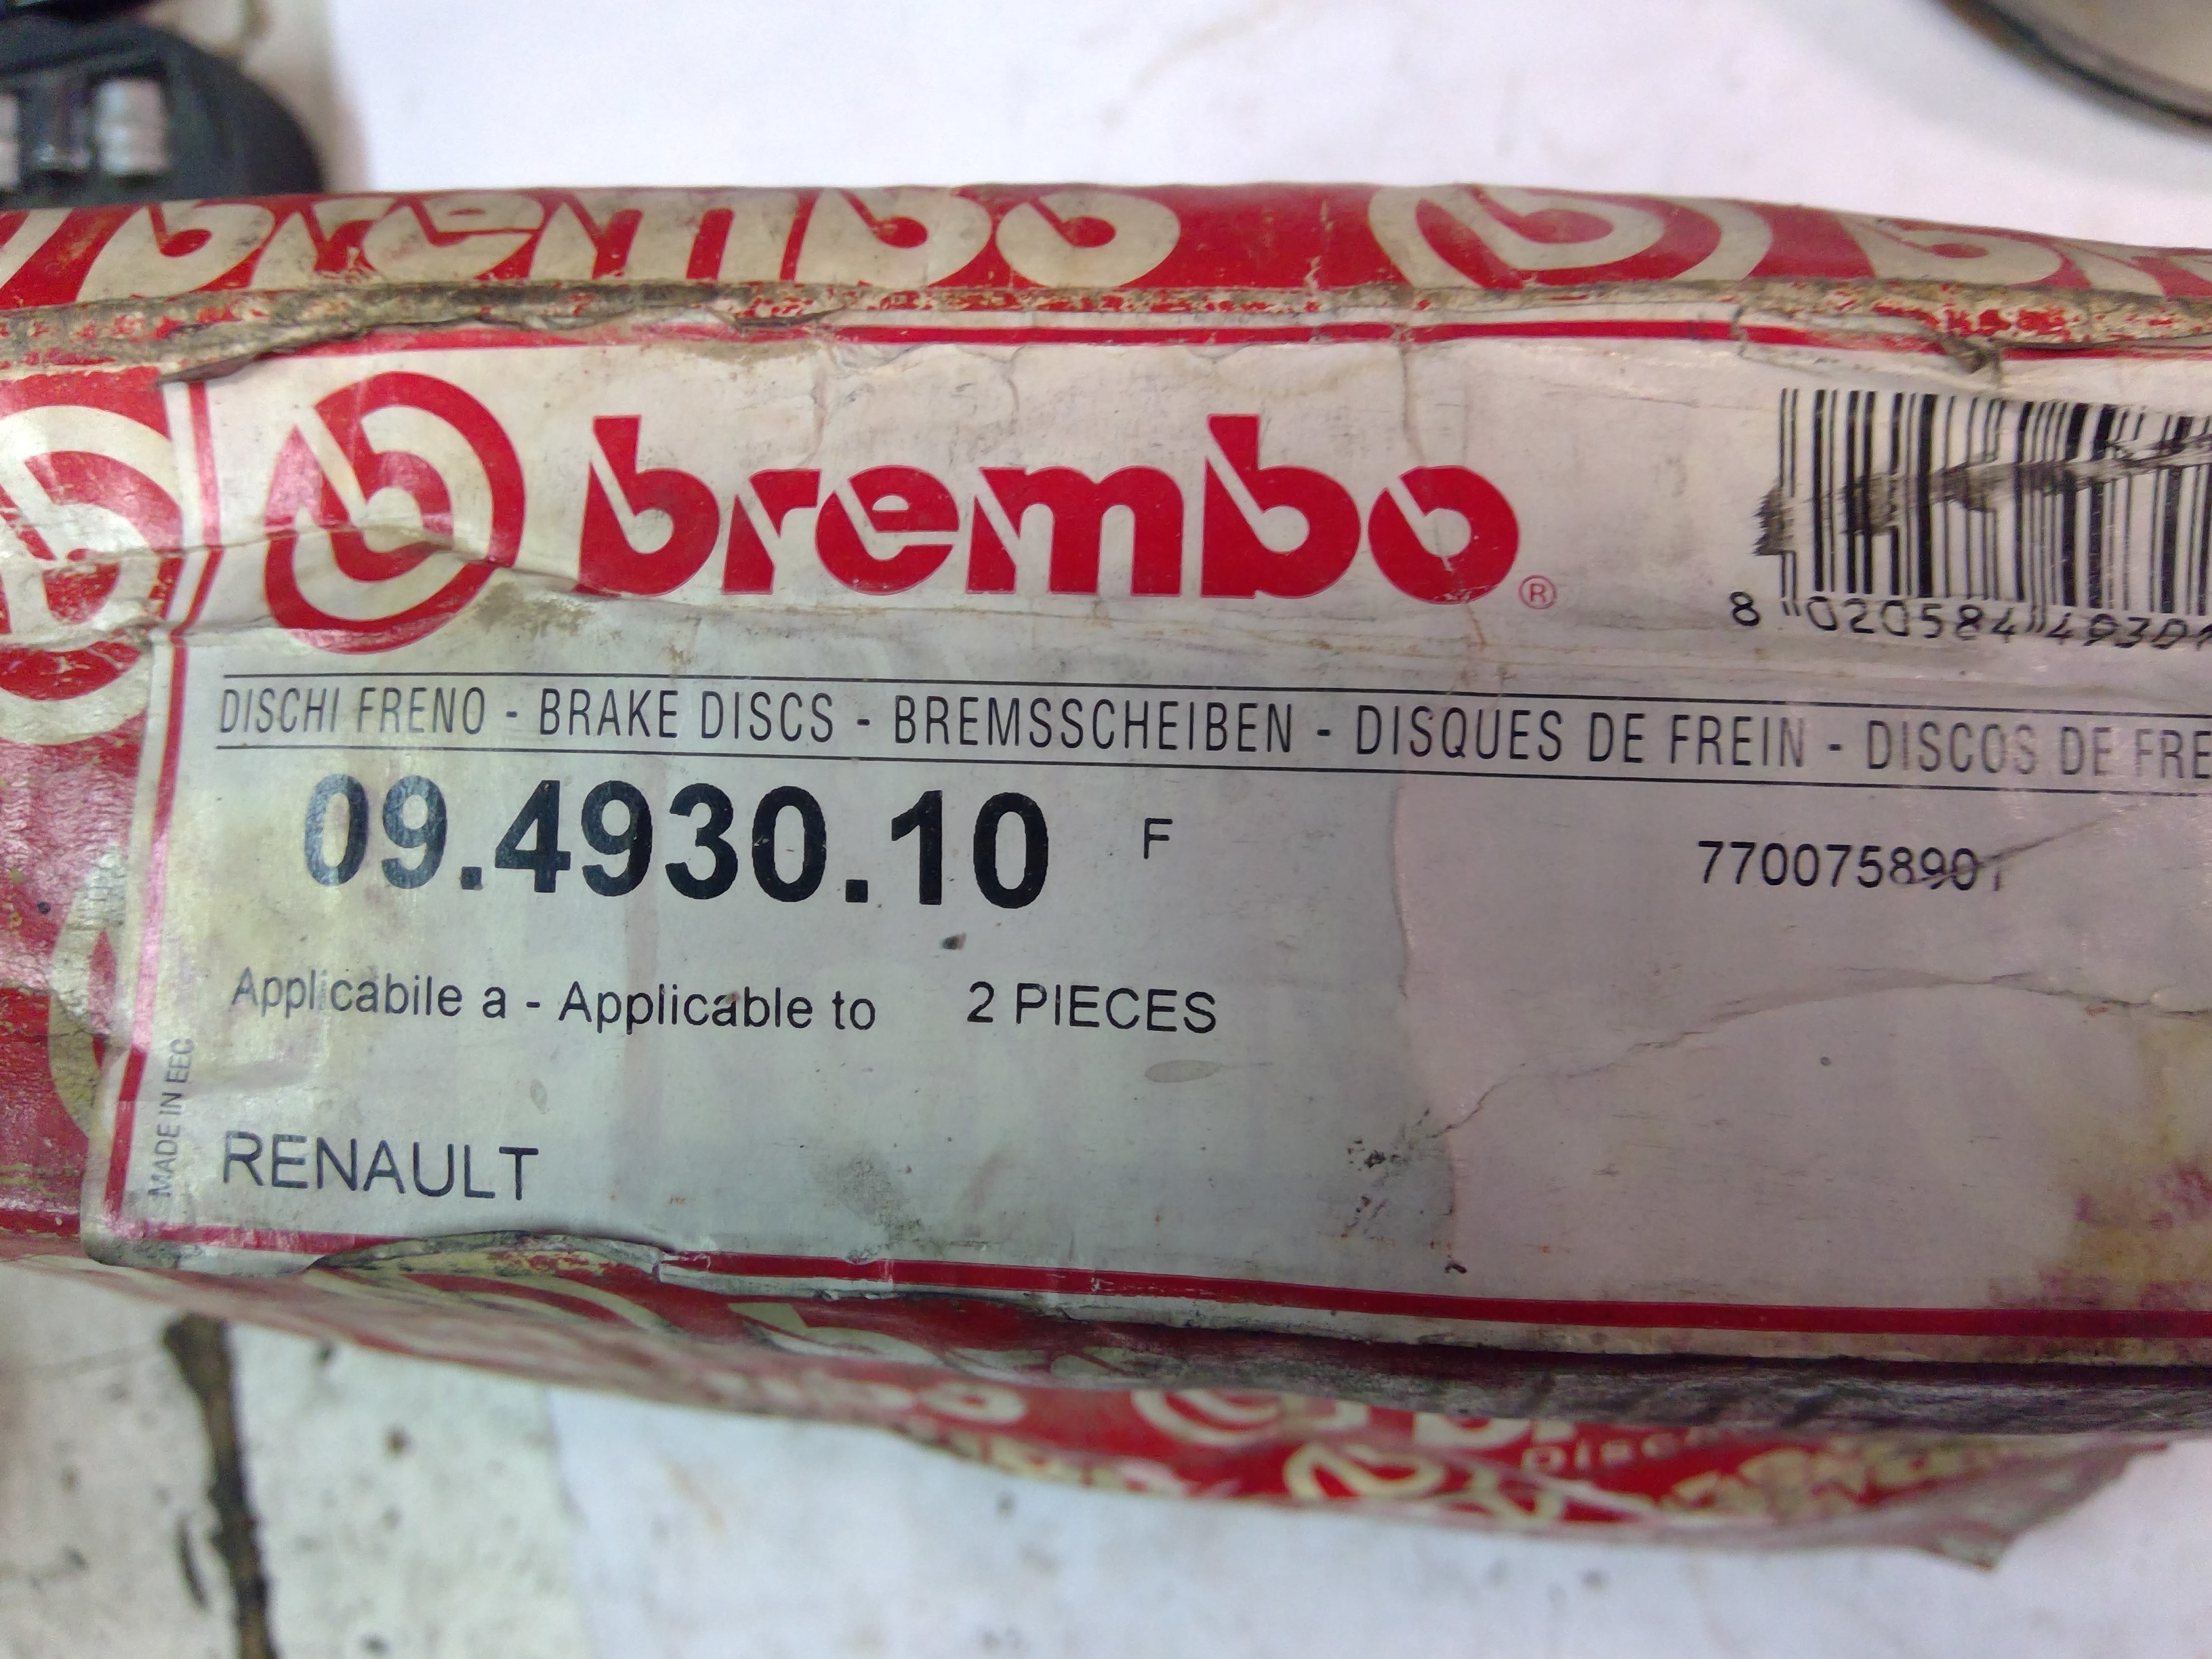 brembo
brembo®
8 020584 4930
DISCHI FRENO - BRAKE DISCS - BREMSSCHEIBEN - DISQUES DE FREIN - DISCOS DE FRE
09.4930.10 F
770075890
Applicabile a - Applicable to 2 PIECES
MADE IN EEC
RENAULT